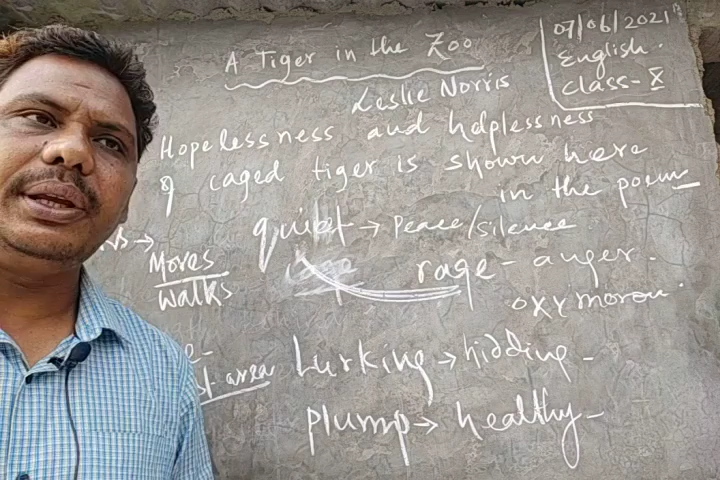 A Tiger in the Zoo
07/06/2021
English.
class-X
Leslie Norris
Hopelessness and helplessness
of caged tiger is shown here
in the poem
quiet → Peace/silence
Moves
Walks
rage - anger.
oxymoron.
area
Lurking → hidding -
plump → healthy -